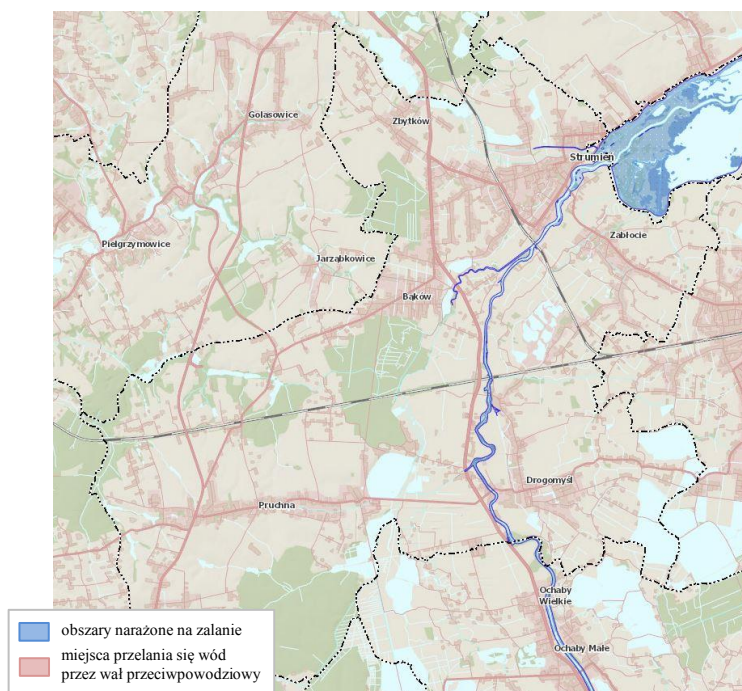 Golasowice
Zbytków
Strumień
Pielgrzymowice
Zabłocie
Jarząbkowice
Bąków
Drogomyśl
Pruchna
Ochaby
Wielkie
Ochaby Małe
obszary narażone na zalanie
miejsca przelania się wód
przez wał przeciwpowodziowy